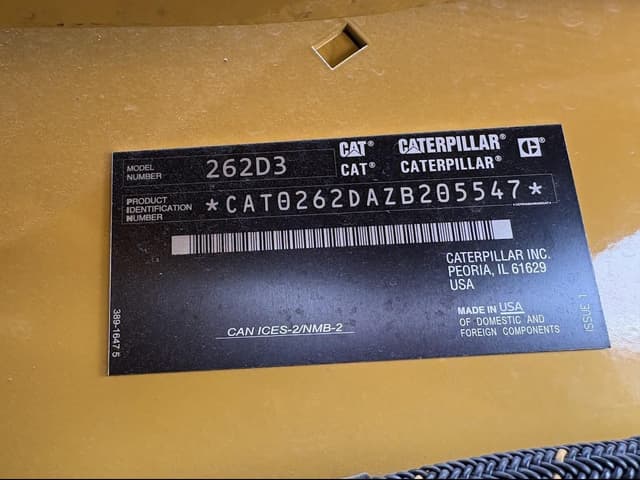 MODEL NUMBER 262D3 CAT® CATERPILLAR® C®
CAT® CATERPILLAR®
PRODUCT IDENTIFICATION NUMBER *CAT0262DAZB205547*
CATERPILLAR INC.
PEORIA, IL 61629
USA
MADE IN USA
OF DOMESTIC AND
FOREIGN COMPONENTS
CAN ICES-2/NMB-2
389-1647 5
ISSUE 1